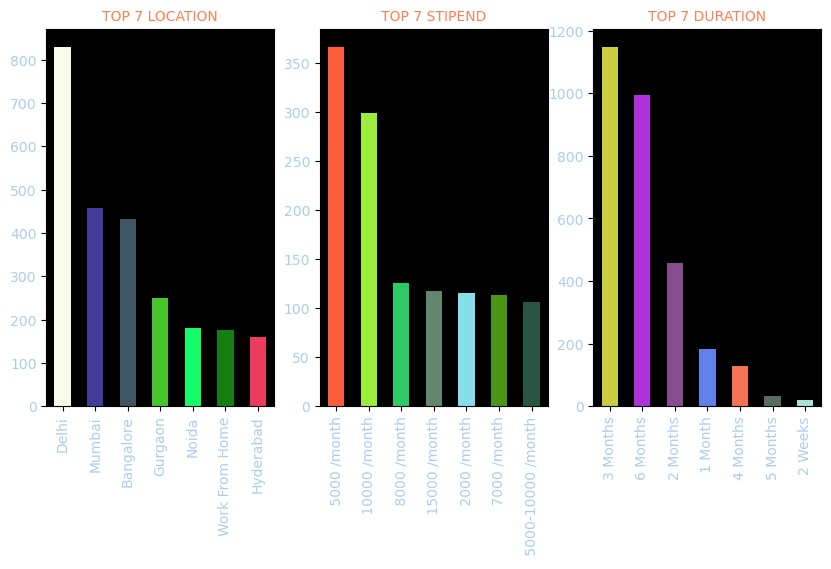 TOP 7 LOCATION
800
700
600
500
400
300
200
100
0
Delhi
Mumbai
Bangalore
Gurgaon
Noida
Work From Home
Hyderabad
TOP 7 STIPEND
350
300
250
200
150
100
50
0
5000 /month
10000 /month
8000 /month
15000 /month
2000 /month
7000 /month
5000-10000 /month
TOP 7 DURATION
1200
1000
800
600
400
200
0
3 Months
6 Months
2 Months
1 Month
4 Months
5 Months
2 Weeks